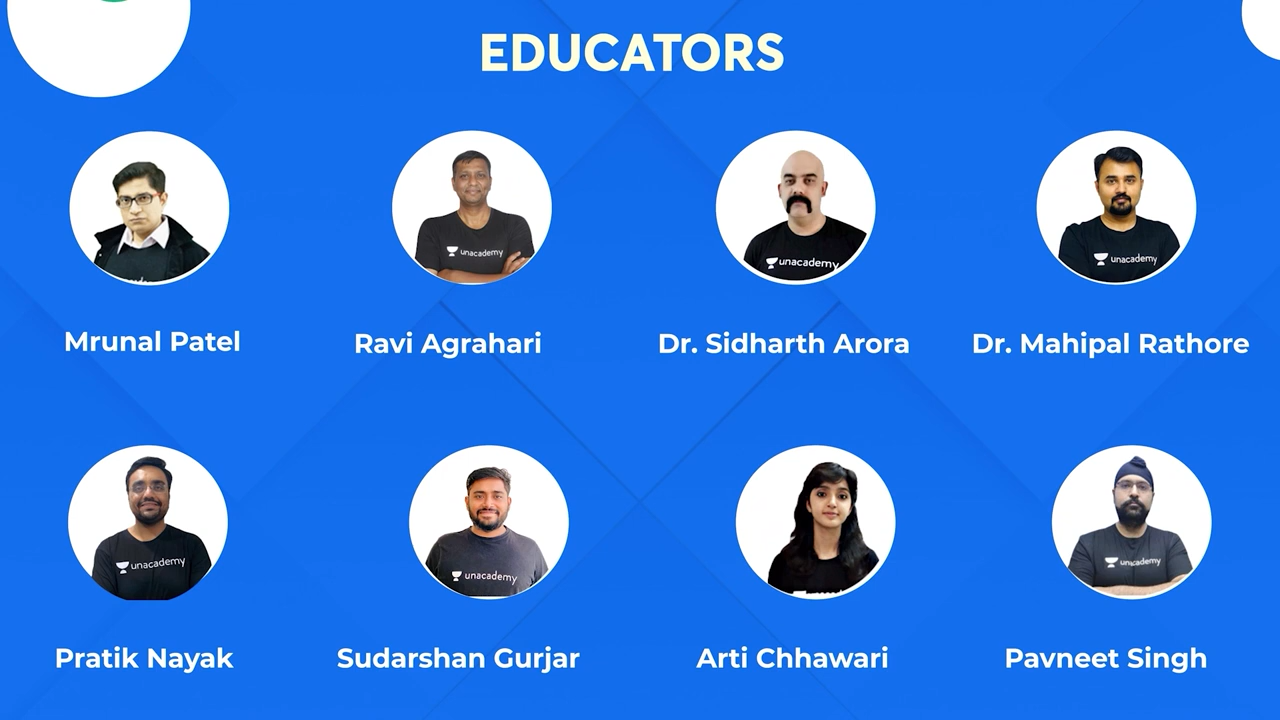 EDUCATORS
unacademy
unacademy
unacademy
Mrunal Patel
Ravi Agrahari
Dr. Sidharth Arora
Dr. Mahipal Rathore
unacademy
unacademy
unacademy
Pratik Nayak
Sudarshan Gurjar
Arti Chhawari
Pavneet Singh